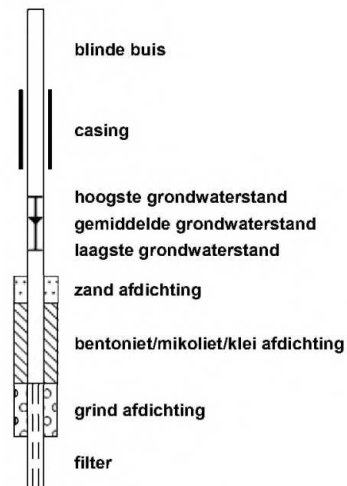 blinde buis
casing
hoogste grondwaterstand
gemiddelde grondwaterstand
laagste grondwaterstand
zand afdichting
bentoniet/mikoliet/klei afdichting
grind afdichting
filter